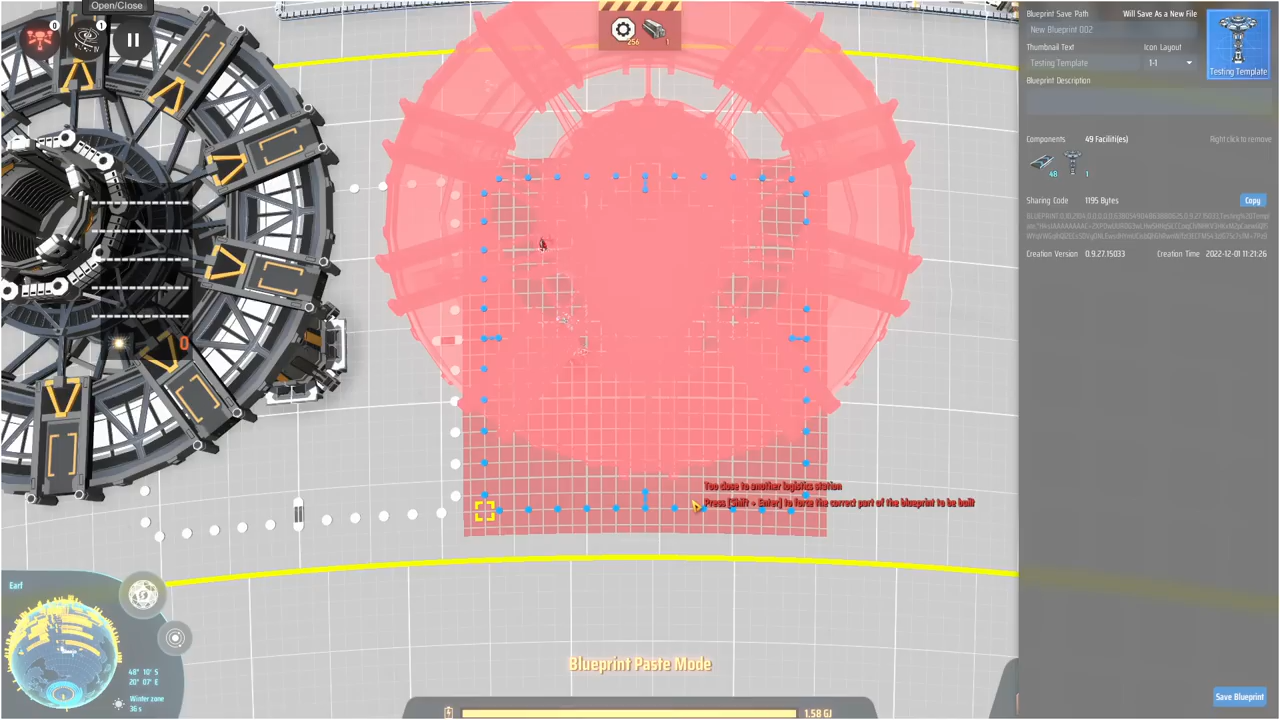 Open/Close
0
1
256
1
0
Too close to another logistics station
Press [Shift + Enter] to force the correct part of the blueprint to be built
Earf
48° 10' S
20° 07' E
Winter zone
36 s
Blueprint Paste Mode
1.58 GJ
Blueprint Save Path
Will Save As a New File
New Blueprint 002
Thumbnail Text
Icon Layout
Testing Template
1-1
Testing Template
Blueprint Description
Components
49 Facilit(ies)
Right click to remove
48
1
Sharing Code
1195 Bytes
Copy
Creation Version
0.9.27.15033
Creation Time
2022-12-01 11:21:26
Save Blueprint